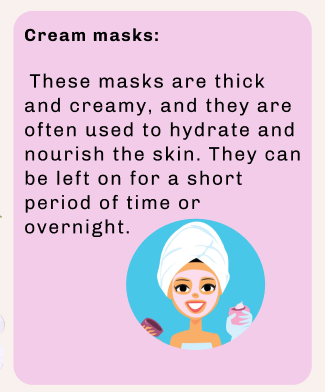 Cream masks:
These masks are thick
and creamy, and they are
often used to hydrate and
nourish the skin. They can
be left on for a short
period of time or
overnight.